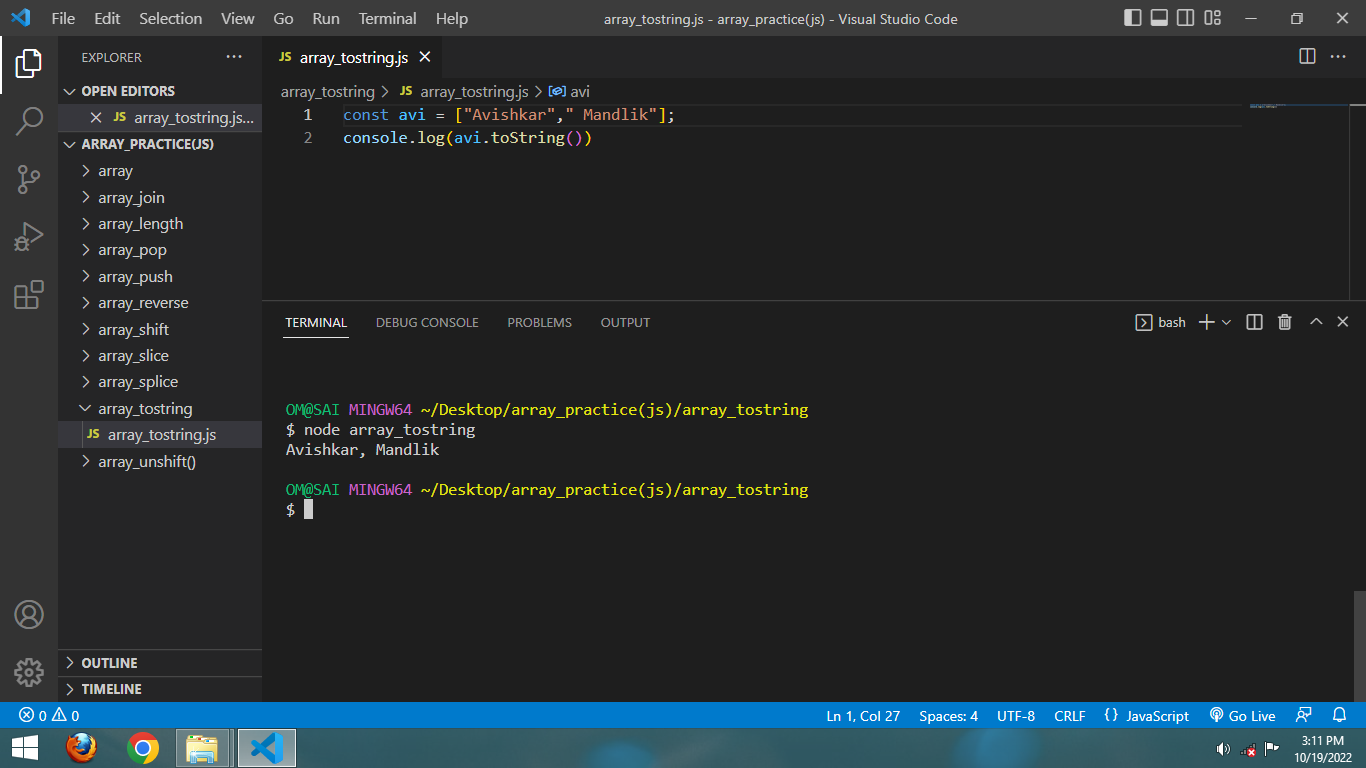 File Edit Selection View Go Run Terminal Help
array_tostring.js - array_practice(js) - Visual Studio Code
EXPLORER
OPEN EDITORS
JS array_tostring.js...
ARRAY_PRACTICE(JS)
array
array_join
array_length
array_pop
array_push
array_reverse
array_shift
array_slice
array_splice
array_tostring
JS array_tostring.js
array_unshift()
OUTLINE
TIMELINE
JS array_tostring.js
array_tostring > JS array_tostring.js > avi
1 const avi = ["Avishkar"," Mandlik"];
2 console.log(avi.toString())
TERMINAL DEBUG CONSOLE PROBLEMS OUTPUT
bash
OM@SAI MINGW64 ~/Desktop/array_practice(js)/array_tostring
$ node array_tostring
Avishkar, Mandlik
OM@SAI MINGW64 ~/Desktop/array_practice(js)/array_tostring
$
0 0
Ln 1, Col 27 Spaces: 4 UTF-8 CRLF {} JavaScript Go Live
3:11 PM
10/19/2022